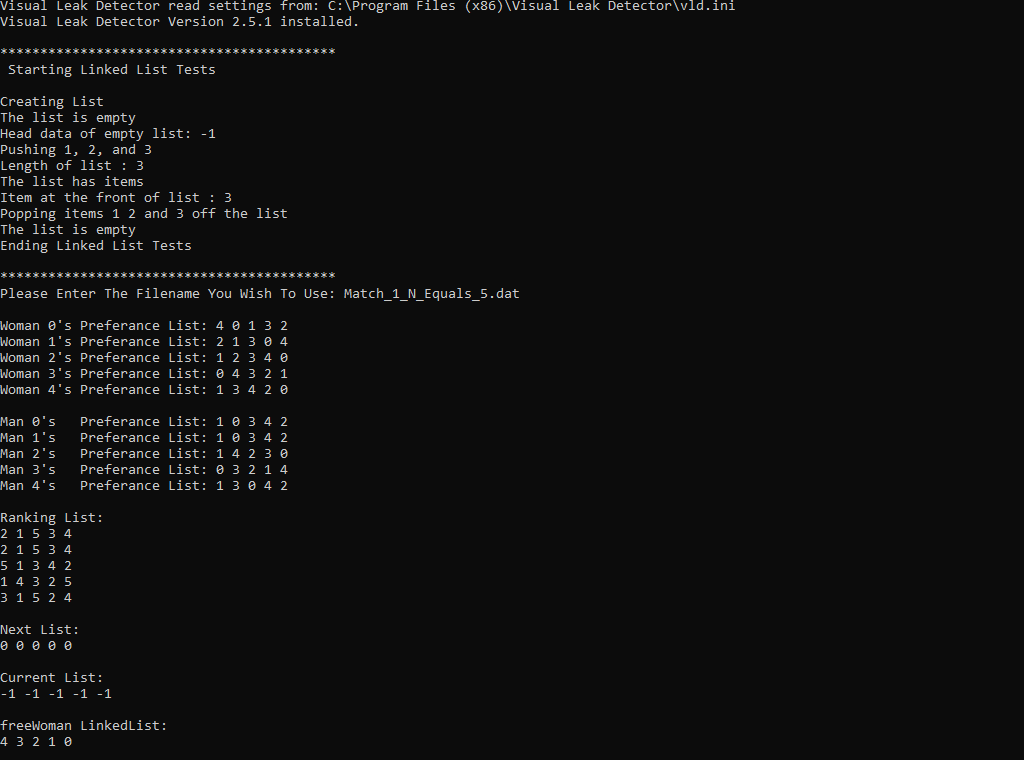 Visual Leak Detector read settings from: C:\Program Files (x86)\Visual Leak Detector\vld.ini
Visual Leak Detector Version 2.5.1 installed.
******************************************
Starting Linked List Tests
Creating List
The list is empty
Head data of empty list: -1
Pushing 1, 2, and 3
Length of list : 3
The list has items
Item at the front of list : 3
Popping items 1 2 and 3 off the list
The list is empty
Ending Linked List Tests
******************************************
Please Enter The Filename You Wish To Use: Match_1_N_Equals_5.dat
Woman 0's Preferance List: 4 0 1 3 2
Woman 1's Preferance List: 2 1 3 0 4
Woman 2's Preferance List: 1 2 3 4 0
Woman 3's Preferance List: 0 4 3 2 1
Woman 4's Preferance List: 1 3 4 2 0
Man 0's   Preferance List: 1 0 3 4 2
Man 1's   Preferance List: 1 0 3 4 2
Man 2's   Preferance List: 1 4 2 3 0
Man 3's   Preferance List: 0 3 2 1 4
Man 4's   Preferance List: 1 3 0 4 2
Ranking List:
2 1 5 3 4
2 1 5 3 4
5 1 3 4 2
1 4 3 2 5
3 1 5 2 4
Next List:
0 0 0 0 0
Current List:
-1 -1 -1 -1 -1
freeWoman LinkedList:
4 3 2 1 0